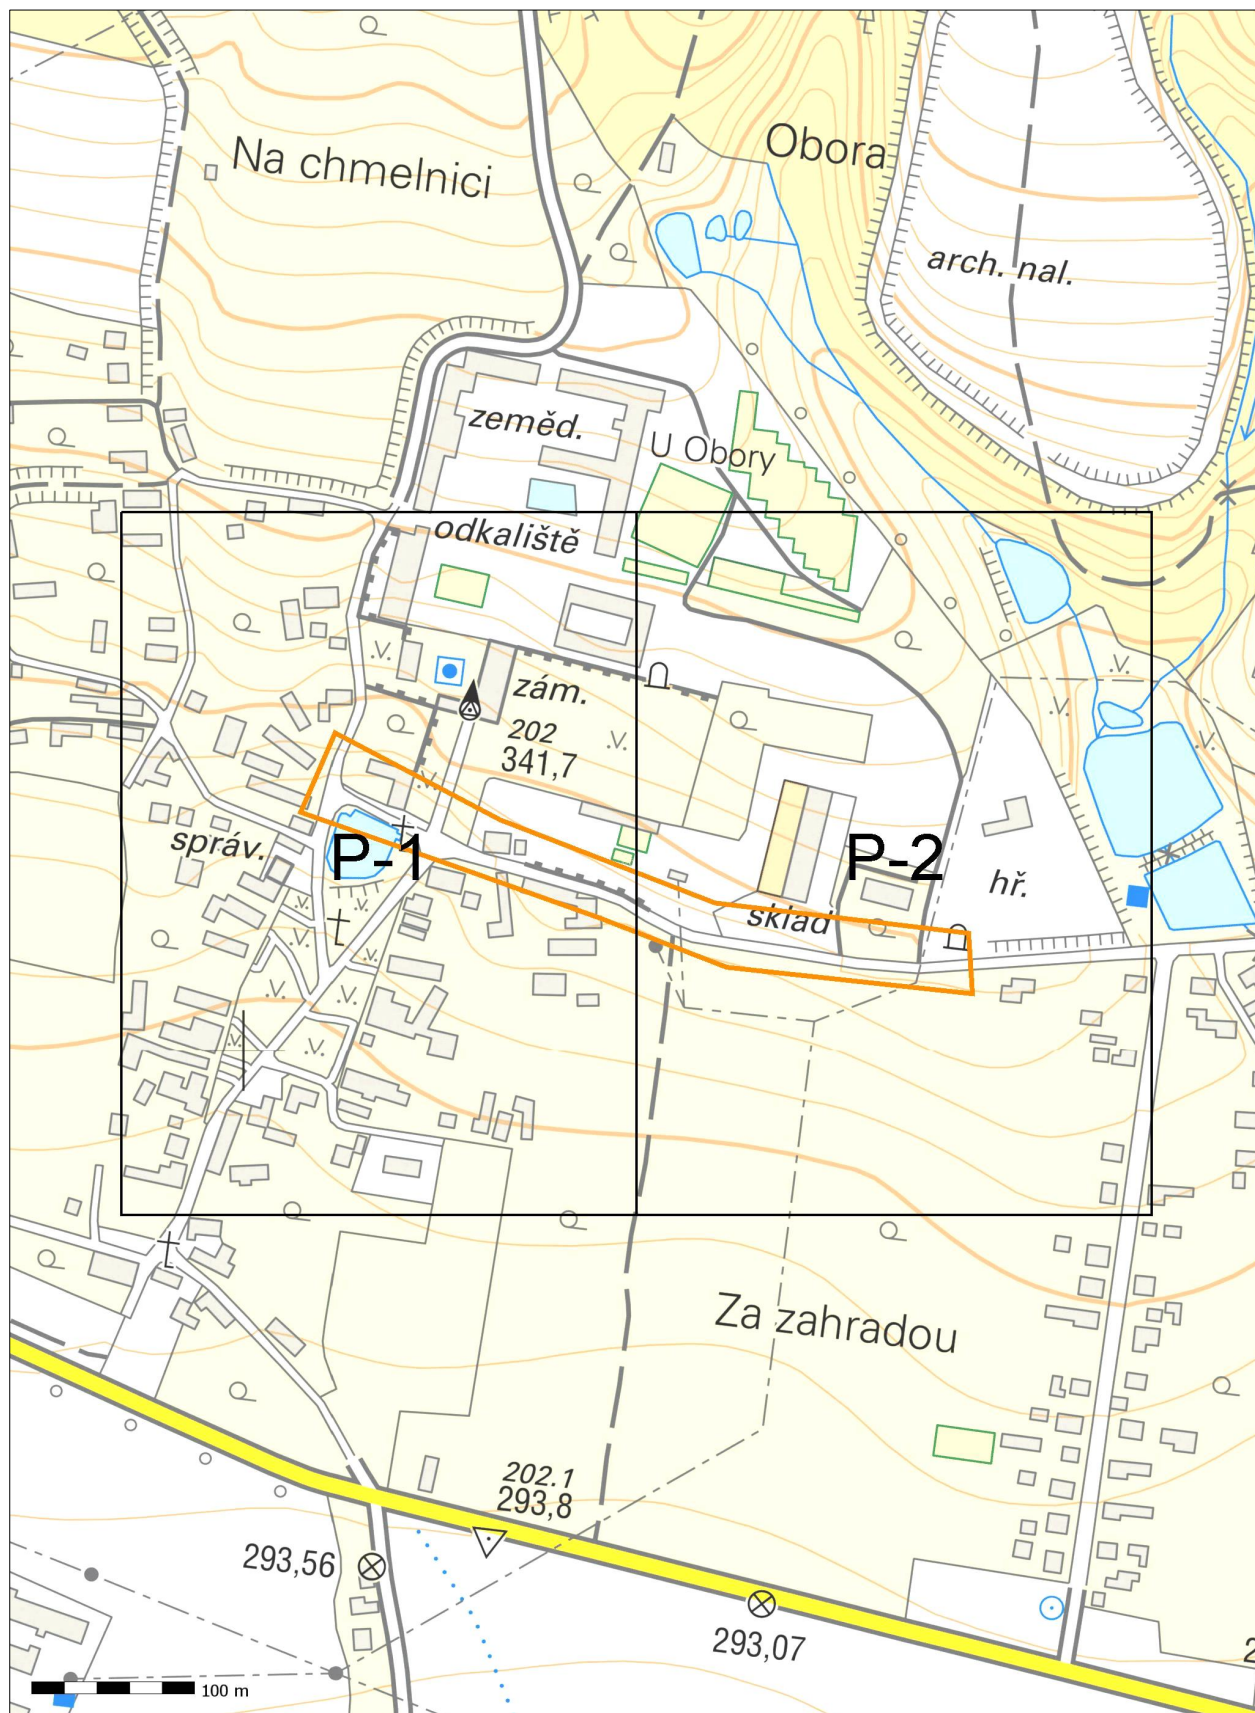 Obora
Na chmelnici
arch. nal.
zeměd.
U Obory
odkaliště
zám.
202
341,7
P-1
P-2
správ.
hř.
sklad
Za zahradou
202.1
293,8
293,56
293,07
2
100 m